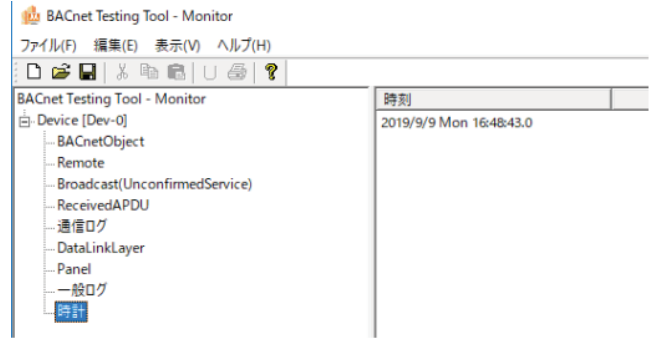 BACnet Testing Tool - Monitor
ファイル(F) 編集(E) 表示(V) ヘルプ(H)
BACnet Testing Tool - Monitor
Device [Dev-0]
BACnetObject
Remote
Broadcast(UnconfirmedService)
ReceivedAPDU
通信ログ
DataLinkLayer
Panel
一般ログ
時計
時刻
2019/9/9 Mon 16:48:43.0